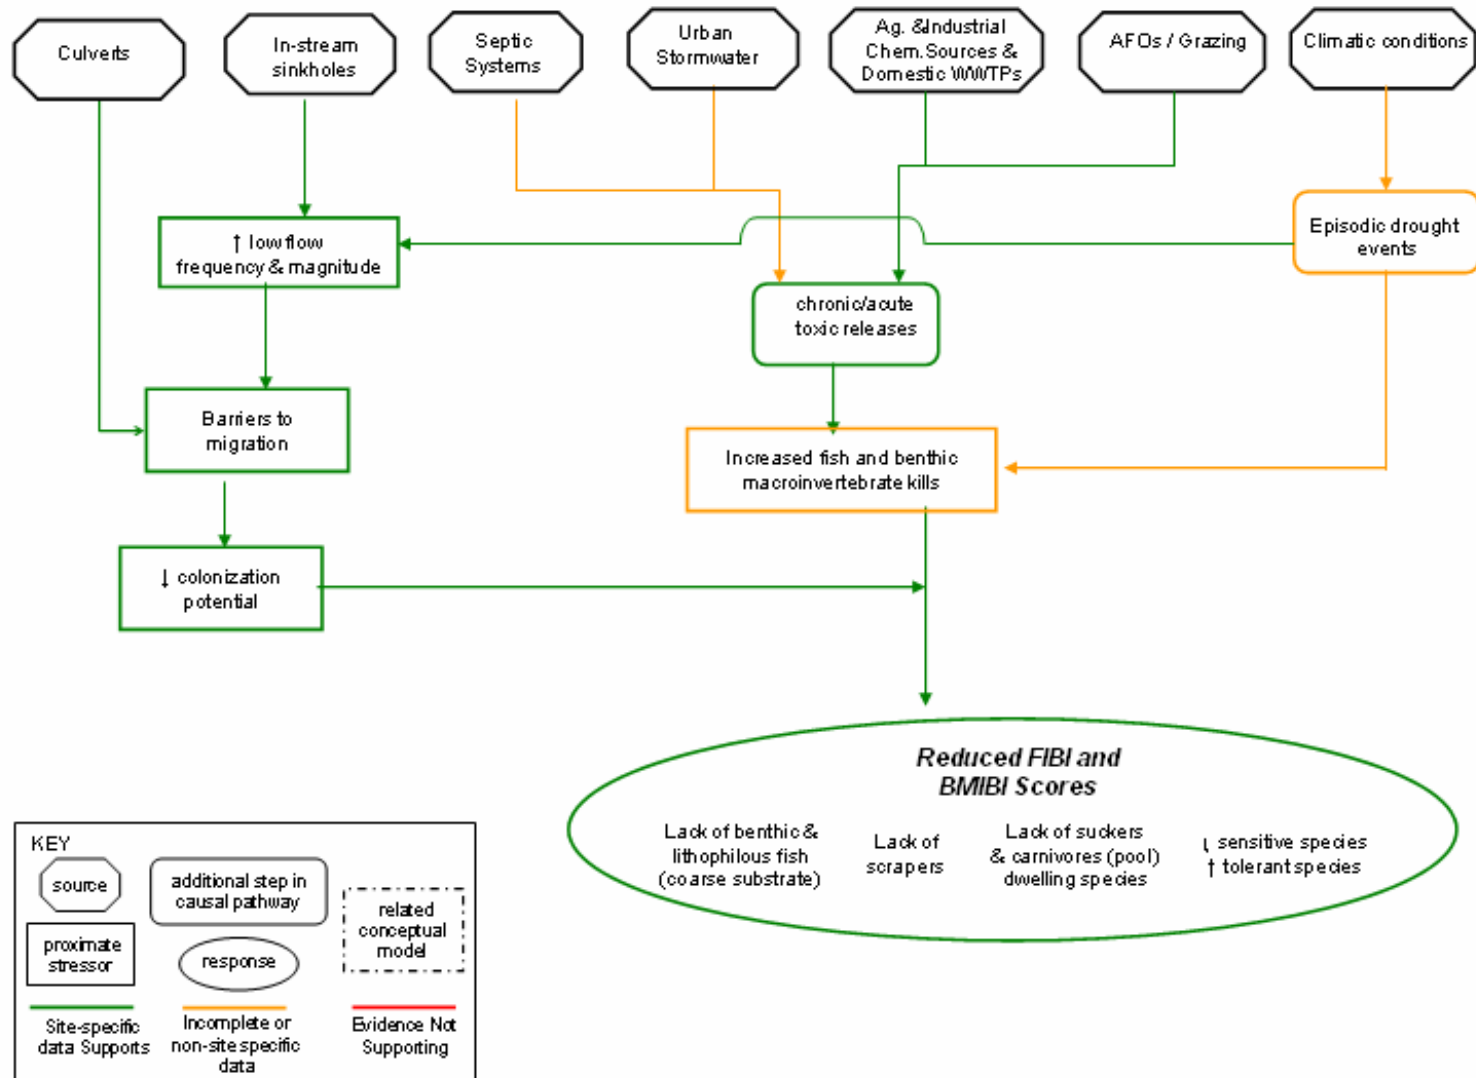 Culverts
In-stream
sinkholes
Septic
Systems
Urban
Stormwater
Ag. &Industrial
Chem.Sources &
Domestic WWTPs
AFOs / Grazing
Climatic conditions
↑ low flow
frequency & magnitude
Episodic drought
events
chronic/acute
toxic releases
Barriers to
migration
Increased fish and benthic
macroinvertebrate kills
↓ colonization
potential
Reduced FIBI and
BMIBI Scores
Lack of benthic &
lithophilous fish
(coarse substrate)
Lack of
scrapers
Lack of suckers
& carnivores (pool)
dwelling species
↓ sensitive species
↑ tolerant species
KEY
source
additional step in
causal pathway
related
conceptual
model
proximate
stressor
response
Site-specific
data Supports
Incomplete or
non-site specific
data
Evidence Not
Supporting